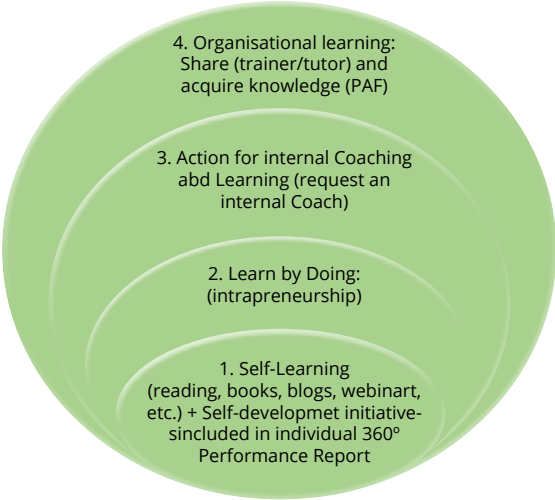 4. Organisational learning:
Share (trainer/tutor) and
acquire knowledge (PAF)
3. Action for internal Coaching
abd Learning (request an
internal Coach)
2. Learn by Doing:
(intrapreneurship)
1. Self-Learning
(reading, books, blogs, webinart,
etc.) + Self-developmet initiative-
sincluded in individual 360º
Performance Report